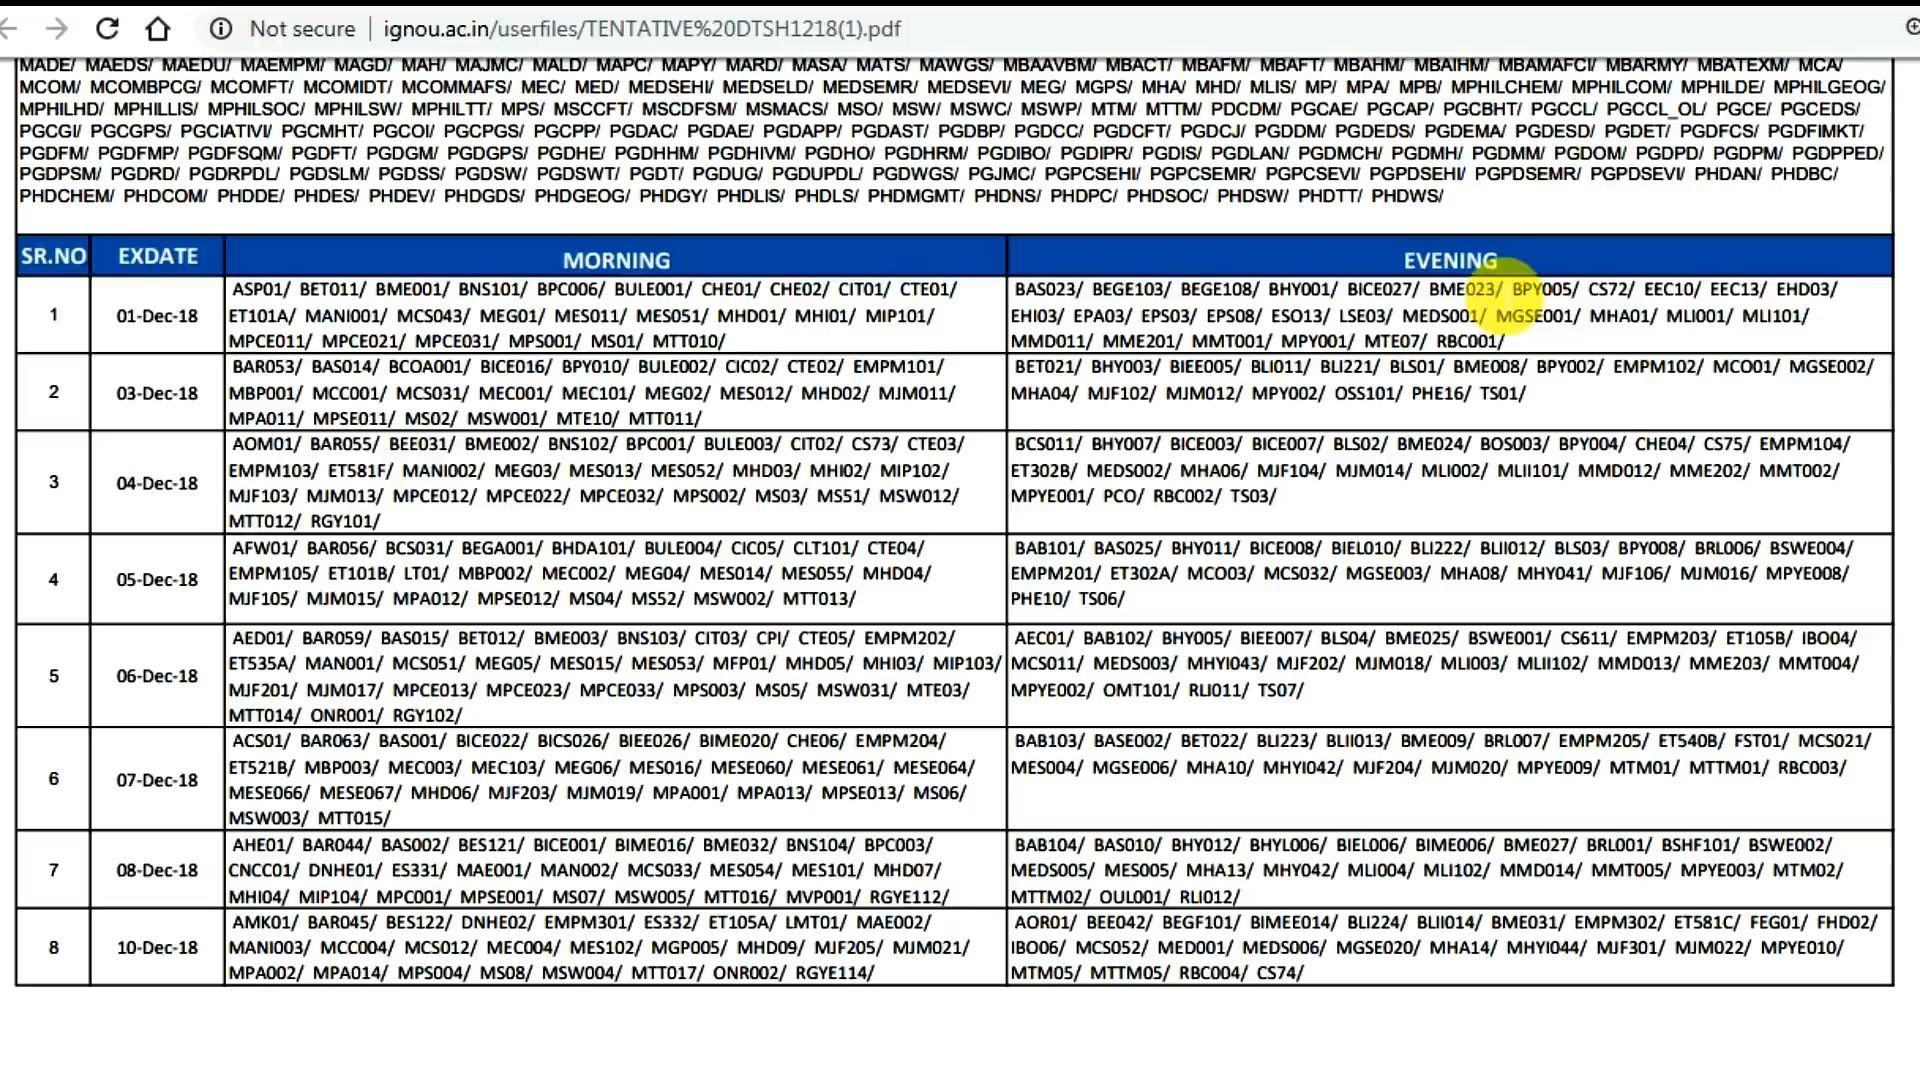 Not secure | ignou.ac.in/userfiles/TENTATIVE%20DTSH1218(1).pdf
MADE/ MAEDS/ MAEDU/ MAEMPM/ MAGD/ MAH/ MAJMC/ MALD/ MAPC/ MAPY/ MARD/ MASA/ MATS/ MAWGS/ MBAAVBM/ MBACT/ MBAFM/ MBAFT/ MBAHM/ MBAIHM/ MBAMAFCI/ MBARMY/ MBATEXM/ MCA/
MCOM/ MCOMBPCG/ MCOMFT/ MCOMIDT/ MCOMMAFS/ MEC/ MED/ MEDSEHI/ MEDSELD/ MEDSEMR/ MEDSEVI/ MEG/ MGPS/ MHA/ MHD/ MLIS/ MP/ MPA/ MPB/ MPHILCHEM/ MPHILCOM/ MPHILDE/ MPHILGEOG/
MPHILHD/ MPHILLIS/ MPHILSOC/ MPHILSW/ MPHILTT/ MPS/ MSCCFT/ MSCDFSM/ MSMACS/ MSO/ MSW/ MSWC/ MSWP/ MTM/ MTTM/ PDCDM/ PGCAE/ PGCAP/ PGCBHT/ PGCCL/ PGCCL_OL/ PGCE/ PGCEDS/
PGCGI/ PGCGPS/ PGCIATIVI/ PGCMHT/ PGCOI/ PGCPGS/ PGCPP/ PGDAC/ PGDAE/ PGDAPP/ PGDAST/ PGDBP/ PGDCC/ PGDCFT/ PGDCJ/ PGDDM/ PGDEDS/ PGDEMA/ PGDESD/ PGDET/ PGDFCS/ PGDFIMKT/
PGDFM/ PGDFMP/ PGDFSQM/ PGDFT/ PGDGM/ PGDGPS/ PGDHE/ PGDHHM/ PGDHIVM/ PGDHO/ PGDHRM/ PGDIBO/ PGDIPR/ PGDIS/ PGDLAN/ PGDMCH/ PGDMH/ PGDMM/ PGDOM/ PGDPD/ PGDPM/ PGDPPED/
PGDPSM/ PGDRD/ PGDRPDL/ PGDSLM/ PGDSS/ PGDSW/ PGDSWT/ PGDT/ PGDUG/ PGDUPDL/ PGDWGS/ PGJMC/ PGPCSEHI/ PGPCSEMR/ PGPCSEVI/ PGPDSEHI/ PGPDSEMR/ PGPDSEVI/ PHDAN/ PHDBC/
PHDCHEM/ PHDCOM/ PHDDE/ PHDES/ PHDEV/ PHDGDS/ PHDGEOG/ PHDGY/ PHDLIS/ PHDLS/ PHDMGMT/ PHDNS/ PHDPC/ PHDSOC/ PHDSW/ PHDTT/ PHDWS/
SR.NO EXDATE MORNING EVENING
1 01-Dec-18
ASP01/ BET011/ BME001/ BNS101/ BPC006/ BULE001/ CHE01/ CHE02/ CIT01/ CTE01/
ET101A/ MANI001/ MCS043/ MEG01/ MES011/ MES051/ MHD01/ MHI01/ MIP101/
MPCE011/ MPCE021/ MPCE031/ MPS001/ MS01/ MTT010/
BAS023/ BEGE103/ BEGE108/ BHY001/ BICE027/ BME023/ BPY005/ CS72/ EEC10/ EEC13/ EHD03/
EHI03/ EPA03/ EPS03/ EPS08/ ESO13/ LSE03/ MEDS001/ MGSE001/ MHA01/ MLI001/ MLI101/
MMD011/ MME201/ MMT001/ MPY001/ MTE07/ RBC001/
2 03-Dec-18
BAR053/ BAS014/ BCOA001/ BICE016/ BPY010/ BULE002/ CIC02/ CTE02/ EMPM101/
MBP001/ MCC001/ MCS031/ MEC001/ MEC101/ MEG02/ MES012/ MHD02/ MJM011/
MPA011/ MPSE011/ MS02/ MSW001/ MTE10/ MTT011/
BET021/ BHY003/ BIEE005/ BLI011/ BLI221/ BLS01/ BME008/ BPY002/ EMPM102/ MCO01/ MGSE002/
MHA04/ MJF102/ MJM012/ MPY002/ OSS101/ PHE16/ TS01/
3 04-Dec-18
AOM01/ BAR055/ BEE031/ BME002/ BNS102/ BPC001/ BULE003/ CIT02/ CS73/ CTE03/
EMPM103/ ET581F/ MANI002/ MEG03/ MES013/ MES052/ MHD03/ MHI02/ MIP102/
MJF103/ MJM013/ MPCE012/ MPCE022/ MPCE032/ MPS002/ MS03/ MS51/ MSW012/
MTT012/ RGY101/
BCS011/ BHY007/ BICE003/ BICE007/ BLS02/ BME024/ BOS003/ BPY004/ CHE04/ CS75/ EMPM104/
ET302B/ MEDS002/ MHA06/ MJF104/ MJM014/ MLI002/ MLII101/ MMD012/ MME202/ MMT002/
MPYE001/ PCO/ RBC002/ TS03/
4 05-Dec-18
AFW01/ BAR056/ BCS031/ BEGA001/ BHDA101/ BULE004/ CIC05/ CLT101/ CTE04/
EMPM105/ ET101B/ LT01/ MBP002/ MEC002/ MEG04/ MES014/ MES055/ MHD04/
MJF105/ MJM015/ MPA012/ MPSE012/ MS04/ MS52/ MSW002/ MTT013/
BAB101/ BAS025/ BHY011/ BICE008/ BIEL010/ BLI222/ BLII012/ BLS03/ BPY008/ BRL006/ BSWE004/
EMPM201/ ET302A/ MCO03/ MCS032/ MGSE003/ MHA08/ MHY041/ MJF106/ MJM016/ MPYE008/
PHE10/ TS06/
5 06-Dec-18
AED01/ BAR059/ BAS015/ BET012/ BME003/ BNS103/ CIT03/ CPI/ CTE05/ EMPM202/
ET535A/ MAN001/ MCS051/ MEG05/ MES015/ MES053/ MFP01/ MHD05/ MHI03/ MIP103/
MJF201/ MJM017/ MPCE013/ MPCE023/ MPCE033/ MPS003/ MS05/ MSW031/ MTE03/
MTT014/ ONR001/ RGY102/
AEC01/ BAB102/ BHY005/ BIEE007/ BLS04/ BME025/ BSWE001/ CS611/ EMPM203/ ET105B/ IBO04/
MCS011/ MEDS003/ MHYI043/ MJF202/ MJM018/ MLI003/ MLII102/ MMD013/ MME203/ MMT004/
MPYE002/ OMT101/ RLI011/ TS07/
6 07-Dec-18
ACS01/ BAR063/ BAS001/ BICE022/ BICS026/ BIEE026/ BIME020/ CHE06/ EMPM204/
ET521B/ MBP003/ MEC003/ MEC103/ MEG06/ MES016/ MESE060/ MESE061/ MESE064/
MESE066/ MESE067/ MHD06/ MJF203/ MJM019/ MPA001/ MPA013/ MPSE013/ MS06/
MSW003/ MTT015/
BAB103/ BASE002/ BET022/ BLI223/ BLII013/ BME009/ BRL007/ EMPM205/ ET540B/ FST01/ MCS021/
MES004/ MGSE006/ MHA10/ MHYI042/ MJF204/ MJM020/ MPYE009/ MTM01/ MTTM01/ RBC003/
7 08-Dec-18
AHE01/ BAR044/ BAS002/ BES121/ BICE001/ BIME016/ BME032/ BNS104/ BPC003/
CNCC01/ DNHE01/ ES331/ MAE001/ MAN002/ MCS033/ MES054/ MES101/ MHD07/
MHI04/ MIP104/ MPC001/ MPSE001/ MS07/ MSW005/ MTT016/ MVP001/ RGYE112/
BAB104/ BAS010/ BHY012/ BHYL006/ BIEL006/ BIME006/ BME027/ BRL001/ BSHF101/ BSWE002/
MEDS005/ MES005/ MHA13/ MHY042/ MLI004/ MLI102/ MMD014/ MMT005/ MPYE003/ MTM02/
MTTM02/ OUL001/ RLI012/
8 10-Dec-18
AMK01/ BAR045/ BES122/ DNHE02/ EMPM301/ ES332/ ET105A/ LMT01/ MAE002/
MANI003/ MCC004/ MCS012/ MEC004/ MES102/ MGP005/ MHD09/ MJF205/ MJM021/
MPA002/ MPA014/ MPS004/ MS08/ MSW004/ MTT017/ ONR002/ RGYE114/
AOR01/ BEE042/ BEGF101/ BIMEE014/ BLI224/ BLII014/ BME031/ EMPM302/ ET581C/ FEG01/ FHD02/
IBO06/ MCS052/ MED001/ MEDS006/ MGSE020/ MHA14/ MHYI044/ MJF301/ MJM022/ MPYE010/
MTM05/ MTTM05/ RBC004/ CS74/